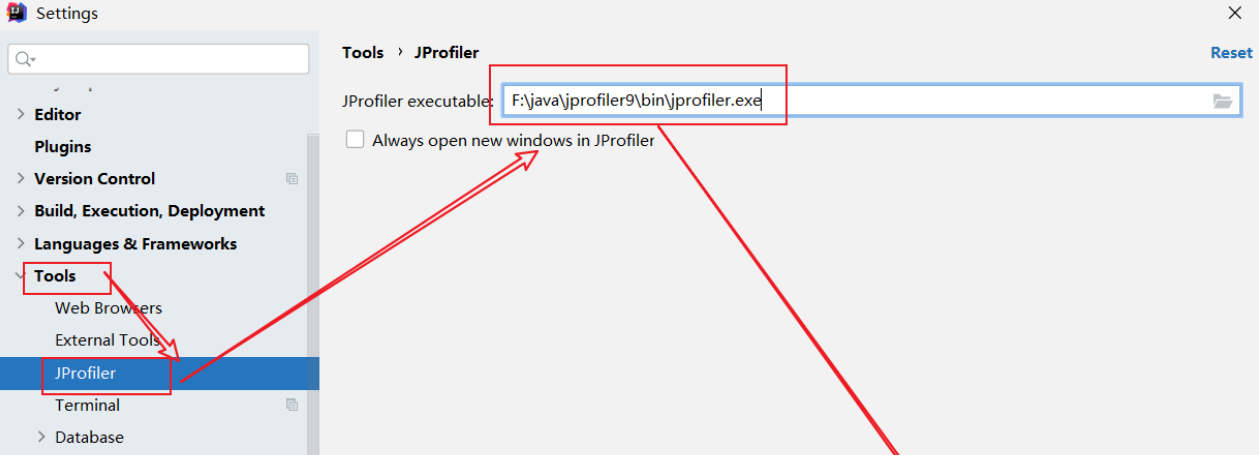 Settings
Tools › JProfiler
Reset
JProfiler executable: F:\java\jprofiler9\bin\jprofiler.exe
Always open new windows in JProfiler
Editor
Plugins
Version Control
Build, Execution, Deployment
Languages & Frameworks
Tools
Web Browsers
External Tools
JProfiler
Terminal
Database